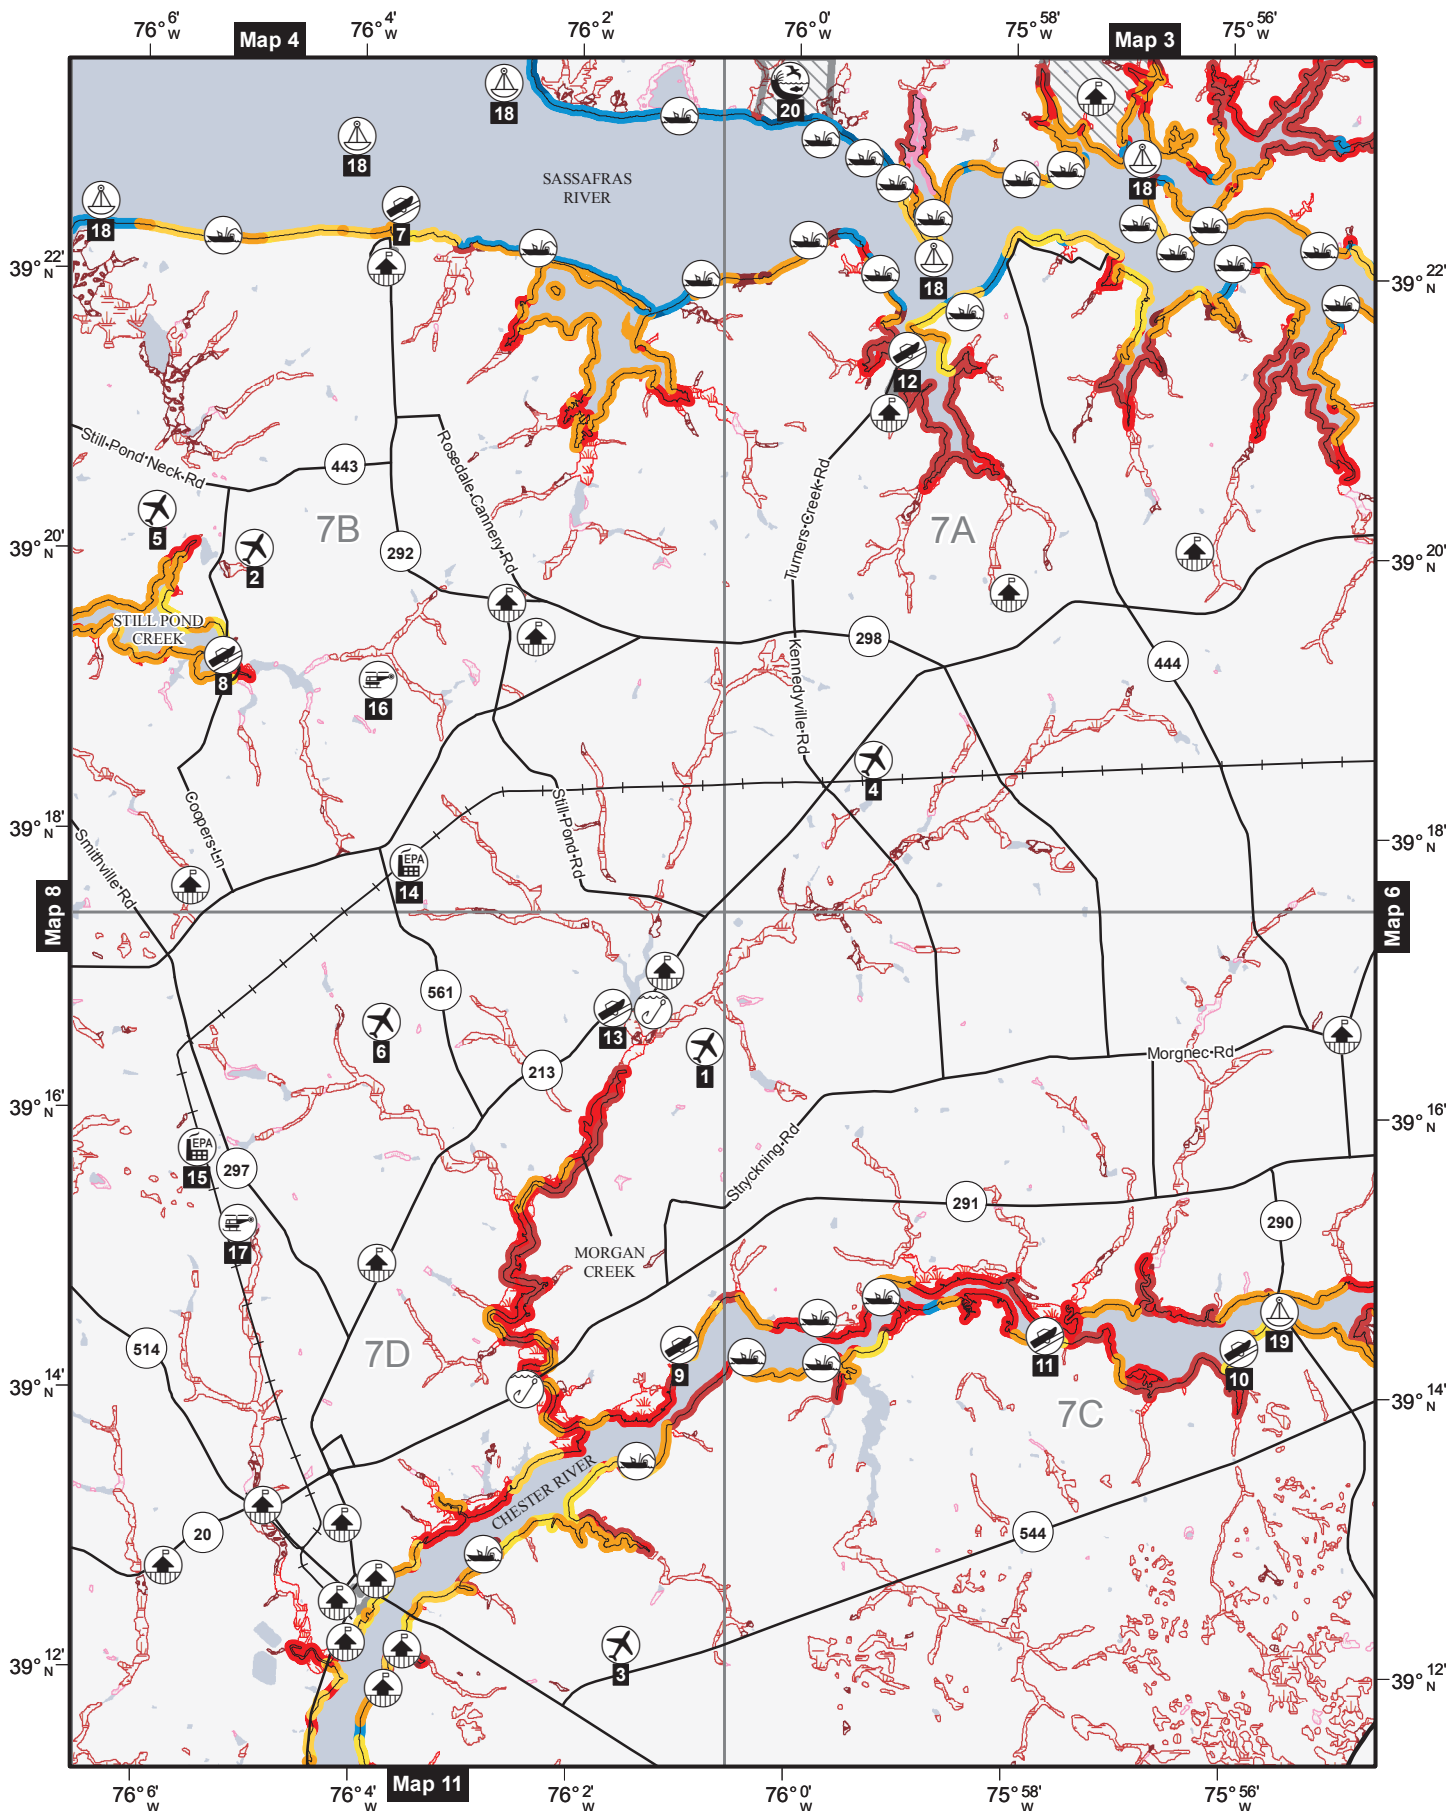 76° 6' W
76° 4' W
76° 2' W
76° 0' W
75° 58' W
75° 56' W
Map 4
Map 3
18
20
18
SASSAFRAS
RIVER
18
18
7
39° 22' N
18
39° 22' N
12
Still Pond Neck Rd
443
Rosedale Cannery Rd
Turners Creek Rd
5
7B
7A
2
292
39° 20' N
39° 20' N
STILL POND
CREEK
298
Kennedyville Rd
444
8
16
4
Coopers Ln
Still Pond Rd
39° 18' N
39° 18' N
Smithville Rd
EPA
14
Map 8
Map 6
561
13
6
1
Morgnec Rd
213
39° 16' N
39° 16' N
EPA
15
297
Stryckning Rd
291
290
17
MORGAN
CREEK
514
7D
19
9
11
10
39° 14' N
39° 14' N
7C
CHESTER RIVER
20
544
3
39° 12' N
39° 12' N
Map 11
76° 6' W
76° 4' W
76° 2' W
76° 0' W
75° 58' W
75° 56' W